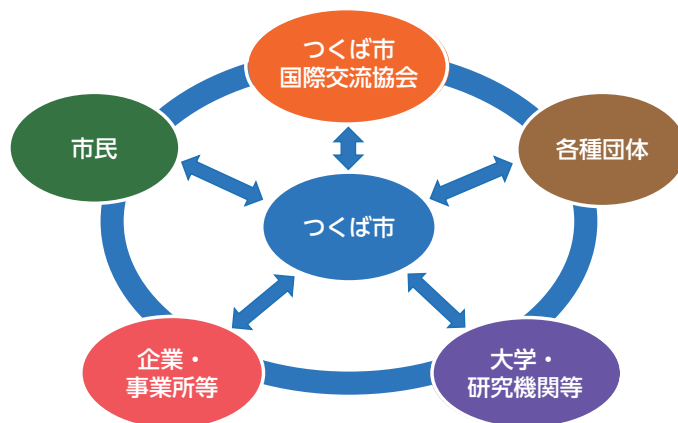 つくば市
国際交流協会
市民
各種団体
つくば市
企業・
事業所等
大学・
研究機関等